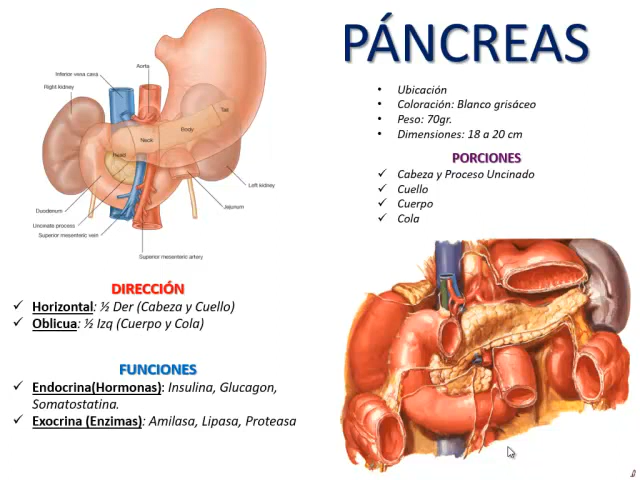 PÁNCREAS
• Ubicación
• Coloración: Blanco grisáceo
• Peso: 70gr.
• Dimensiones: 18 a 20 cm
PORCIONES
✓ Cabeza y Proceso Uncinado
✓ Cuello
✓ Cuerpo
✓ Cola
Aorta
Inferior vena cava
Right kidney
Tail
Body
Neck
Head
Left kidney
Jejunum
Duodenum
Uncinate process
Superior mesenteric vein
Superior mesenteric artery
DIRECCIÓN
✓ Horizontal: ½ Der (Cabeza y Cuello)
✓ Oblicua: ½ Izq (Cuerpo y Cola)
FUNCIONES
✓ Endocrina(Hormonas): Insulina, Glucagon,
Somatostatina.
✓ Exocrina (Enzimas): Amilasa, Lipasa, Proteasa